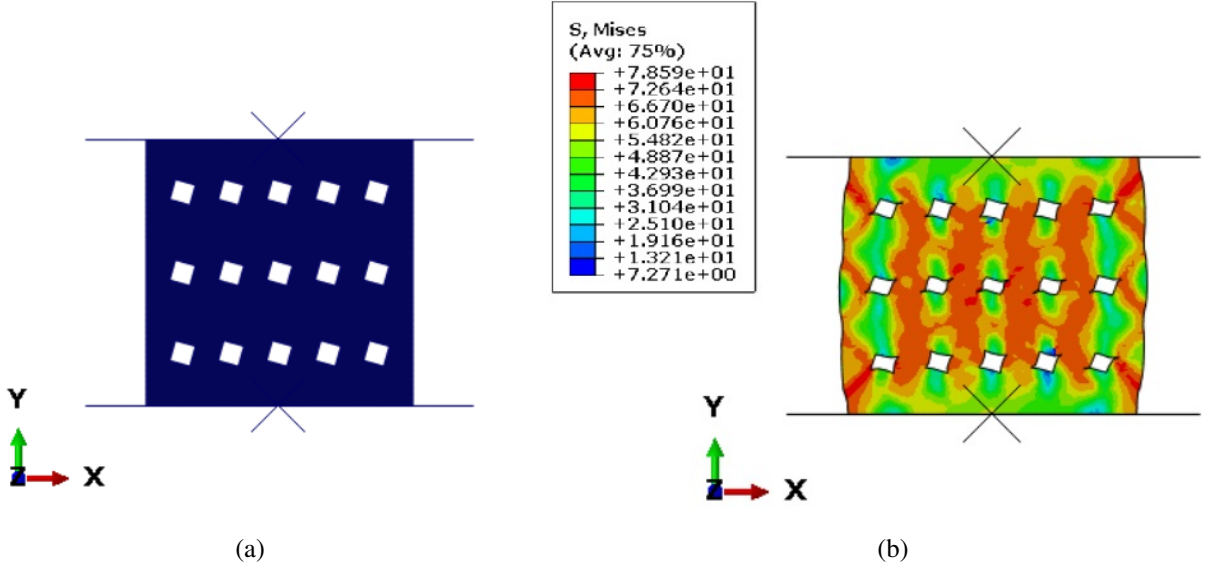 S, Mises
(Avg: 75%)
+7.859e+01
+7.264e+01
+6.670e+01
+6.076e+01
+5.482e+01
+4.887e+01
+4.293e+01
+3.699e+01
+3.104e+01
+2.510e+01
+1.916e+01
+1.321e+01
+7.271e+00
Y
Z
X
Y
Z
X
(a)
(b)